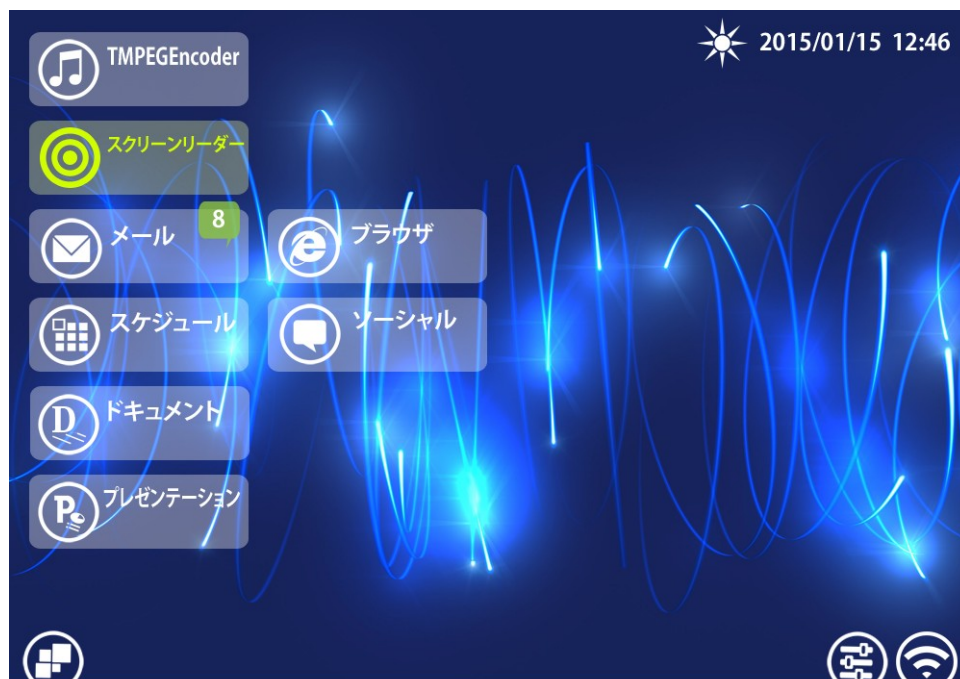 TMPEGEncoder
2015/01/15 12:46
スクリーンリーダー
メール
8
ブラウザ
スケジュール
ソーシャル
ドキュメント
プレゼンテーション